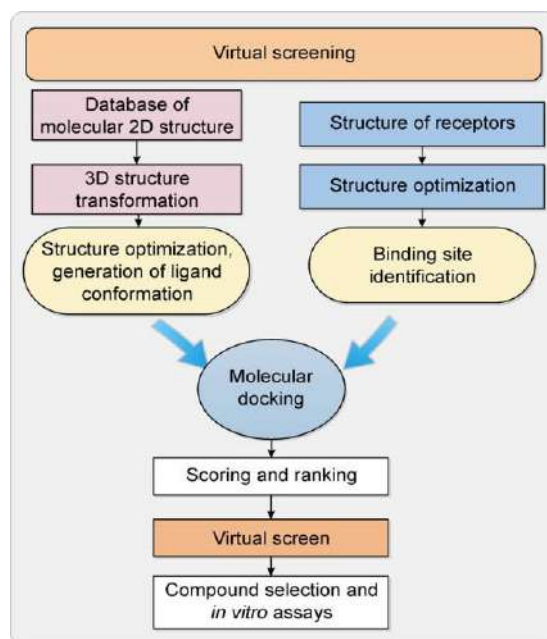 Virtual screening
Database of
molecular 2D structure
3D structure
transformation
Structure optimization,
generation of ligand
conformation
Structure of receptors
Structure optimization
Binding site
identification
Molecular
docking
Scoring and ranking
Virtual screen
Compound selection and
in vitro assays